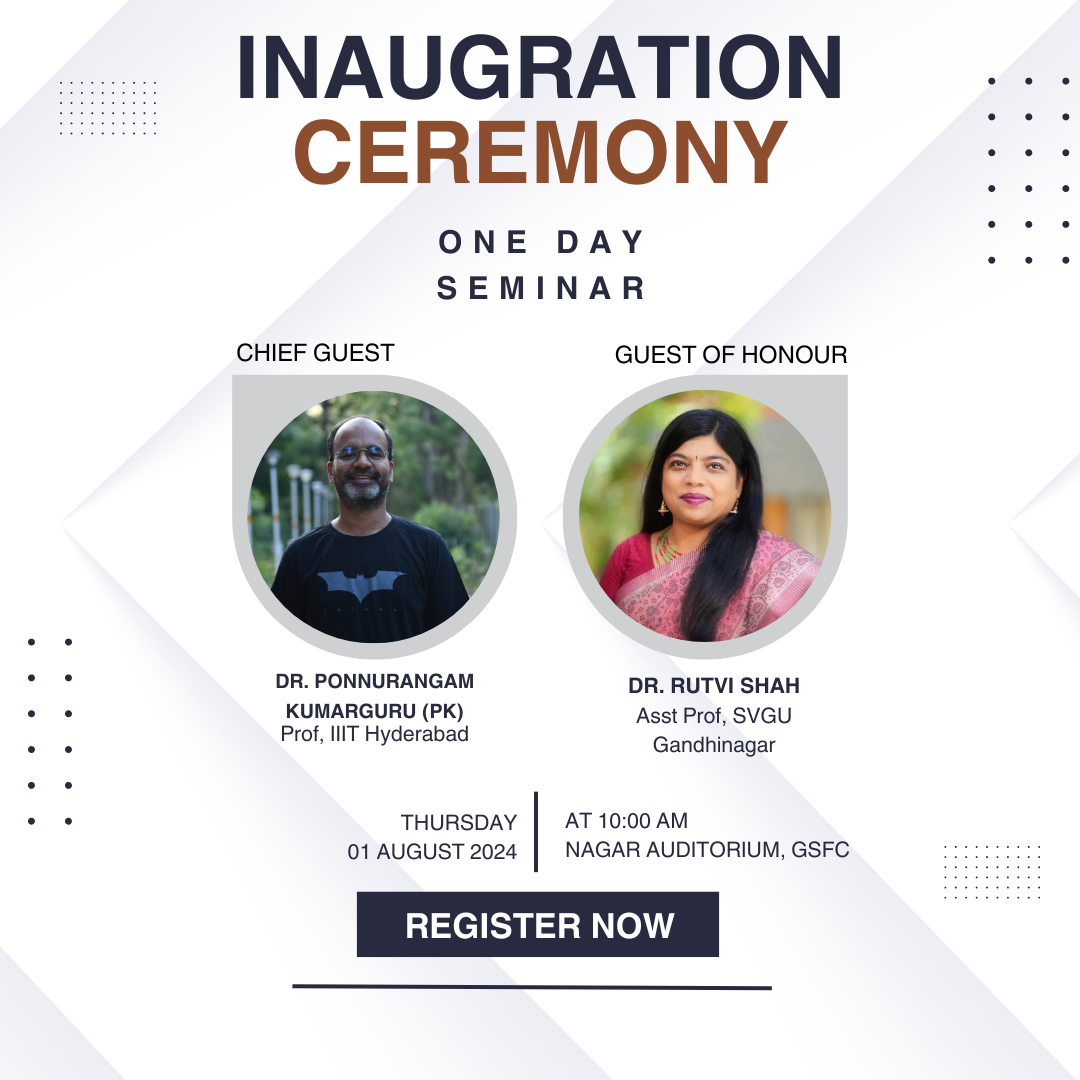 INAUGRATION
CEREMONY
ONE DAY
SEMINAR
CHIEF GUEST
GUEST OF HONOUR
DR. PONNURANGAM
KUMARGURU (PK)
Prof, IIIT Hyderabad
DR. RUTVI SHAH
Asst Prof, SVGU
Gandhinagar
THURSDAY
01 AUGUST 2024
AT 10:00 AM
NAGAR AUDITORIUM, GSFC
REGISTER NOW